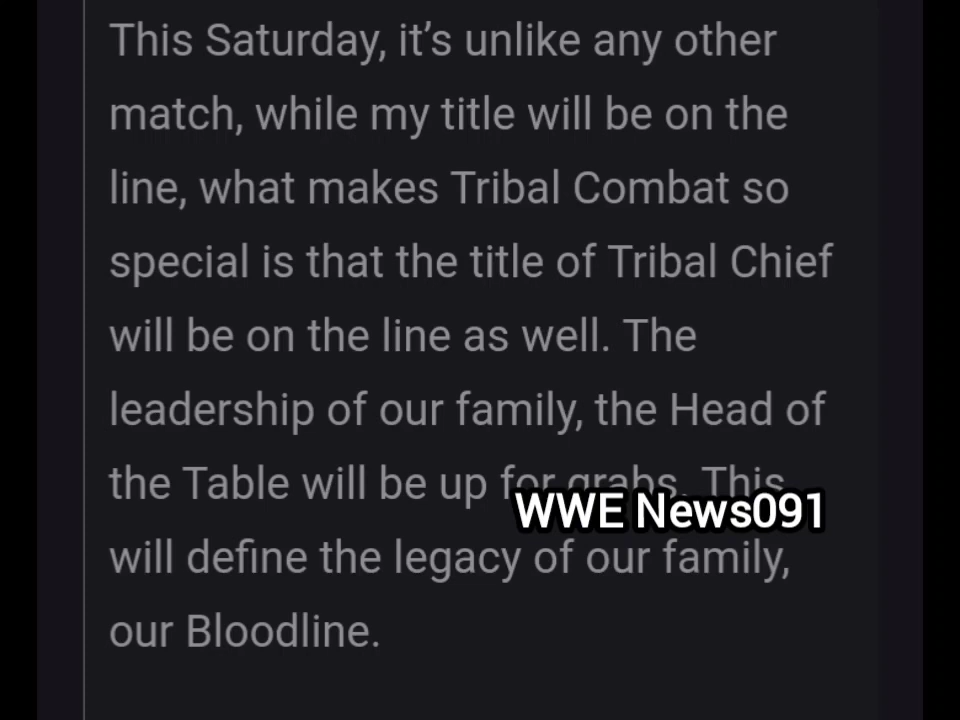 This Saturday, it's unlike any other
match, while my title will be on the
line, what makes Tribal Combat so
special is that the title of Tribal Chief
will be on the line as well. The
leadership of our family, the Head of
the Table will be up for grabs. This
WWE News091
will define the legacy of our family,
our Bloodline.